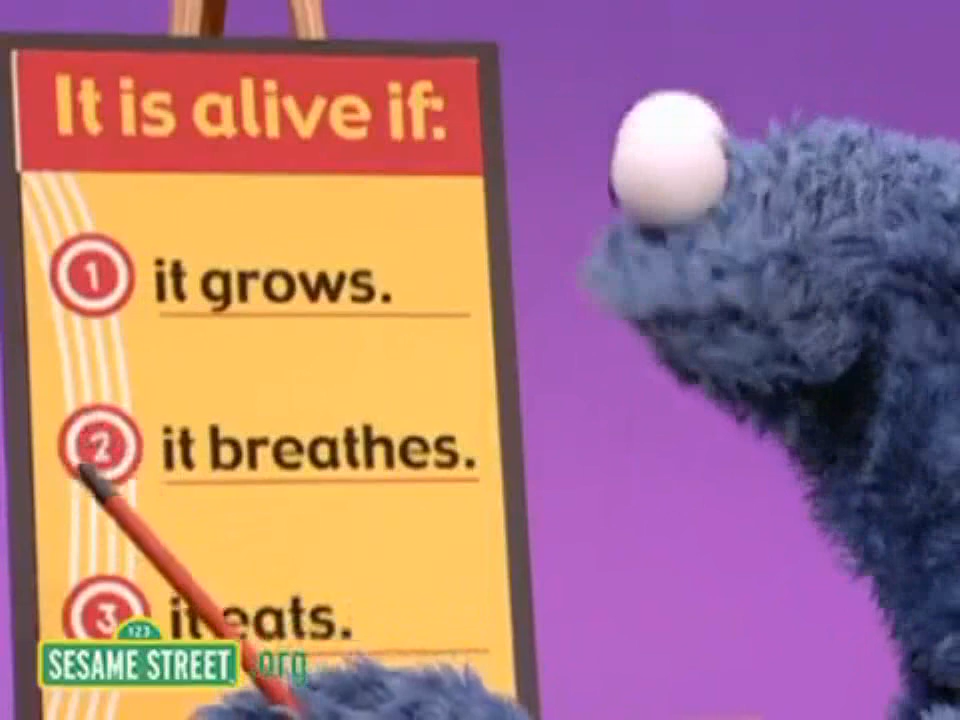 It is alive if:
1 it grows.
2 it breathes.
3 it eats.
123
SESAME STREET.org